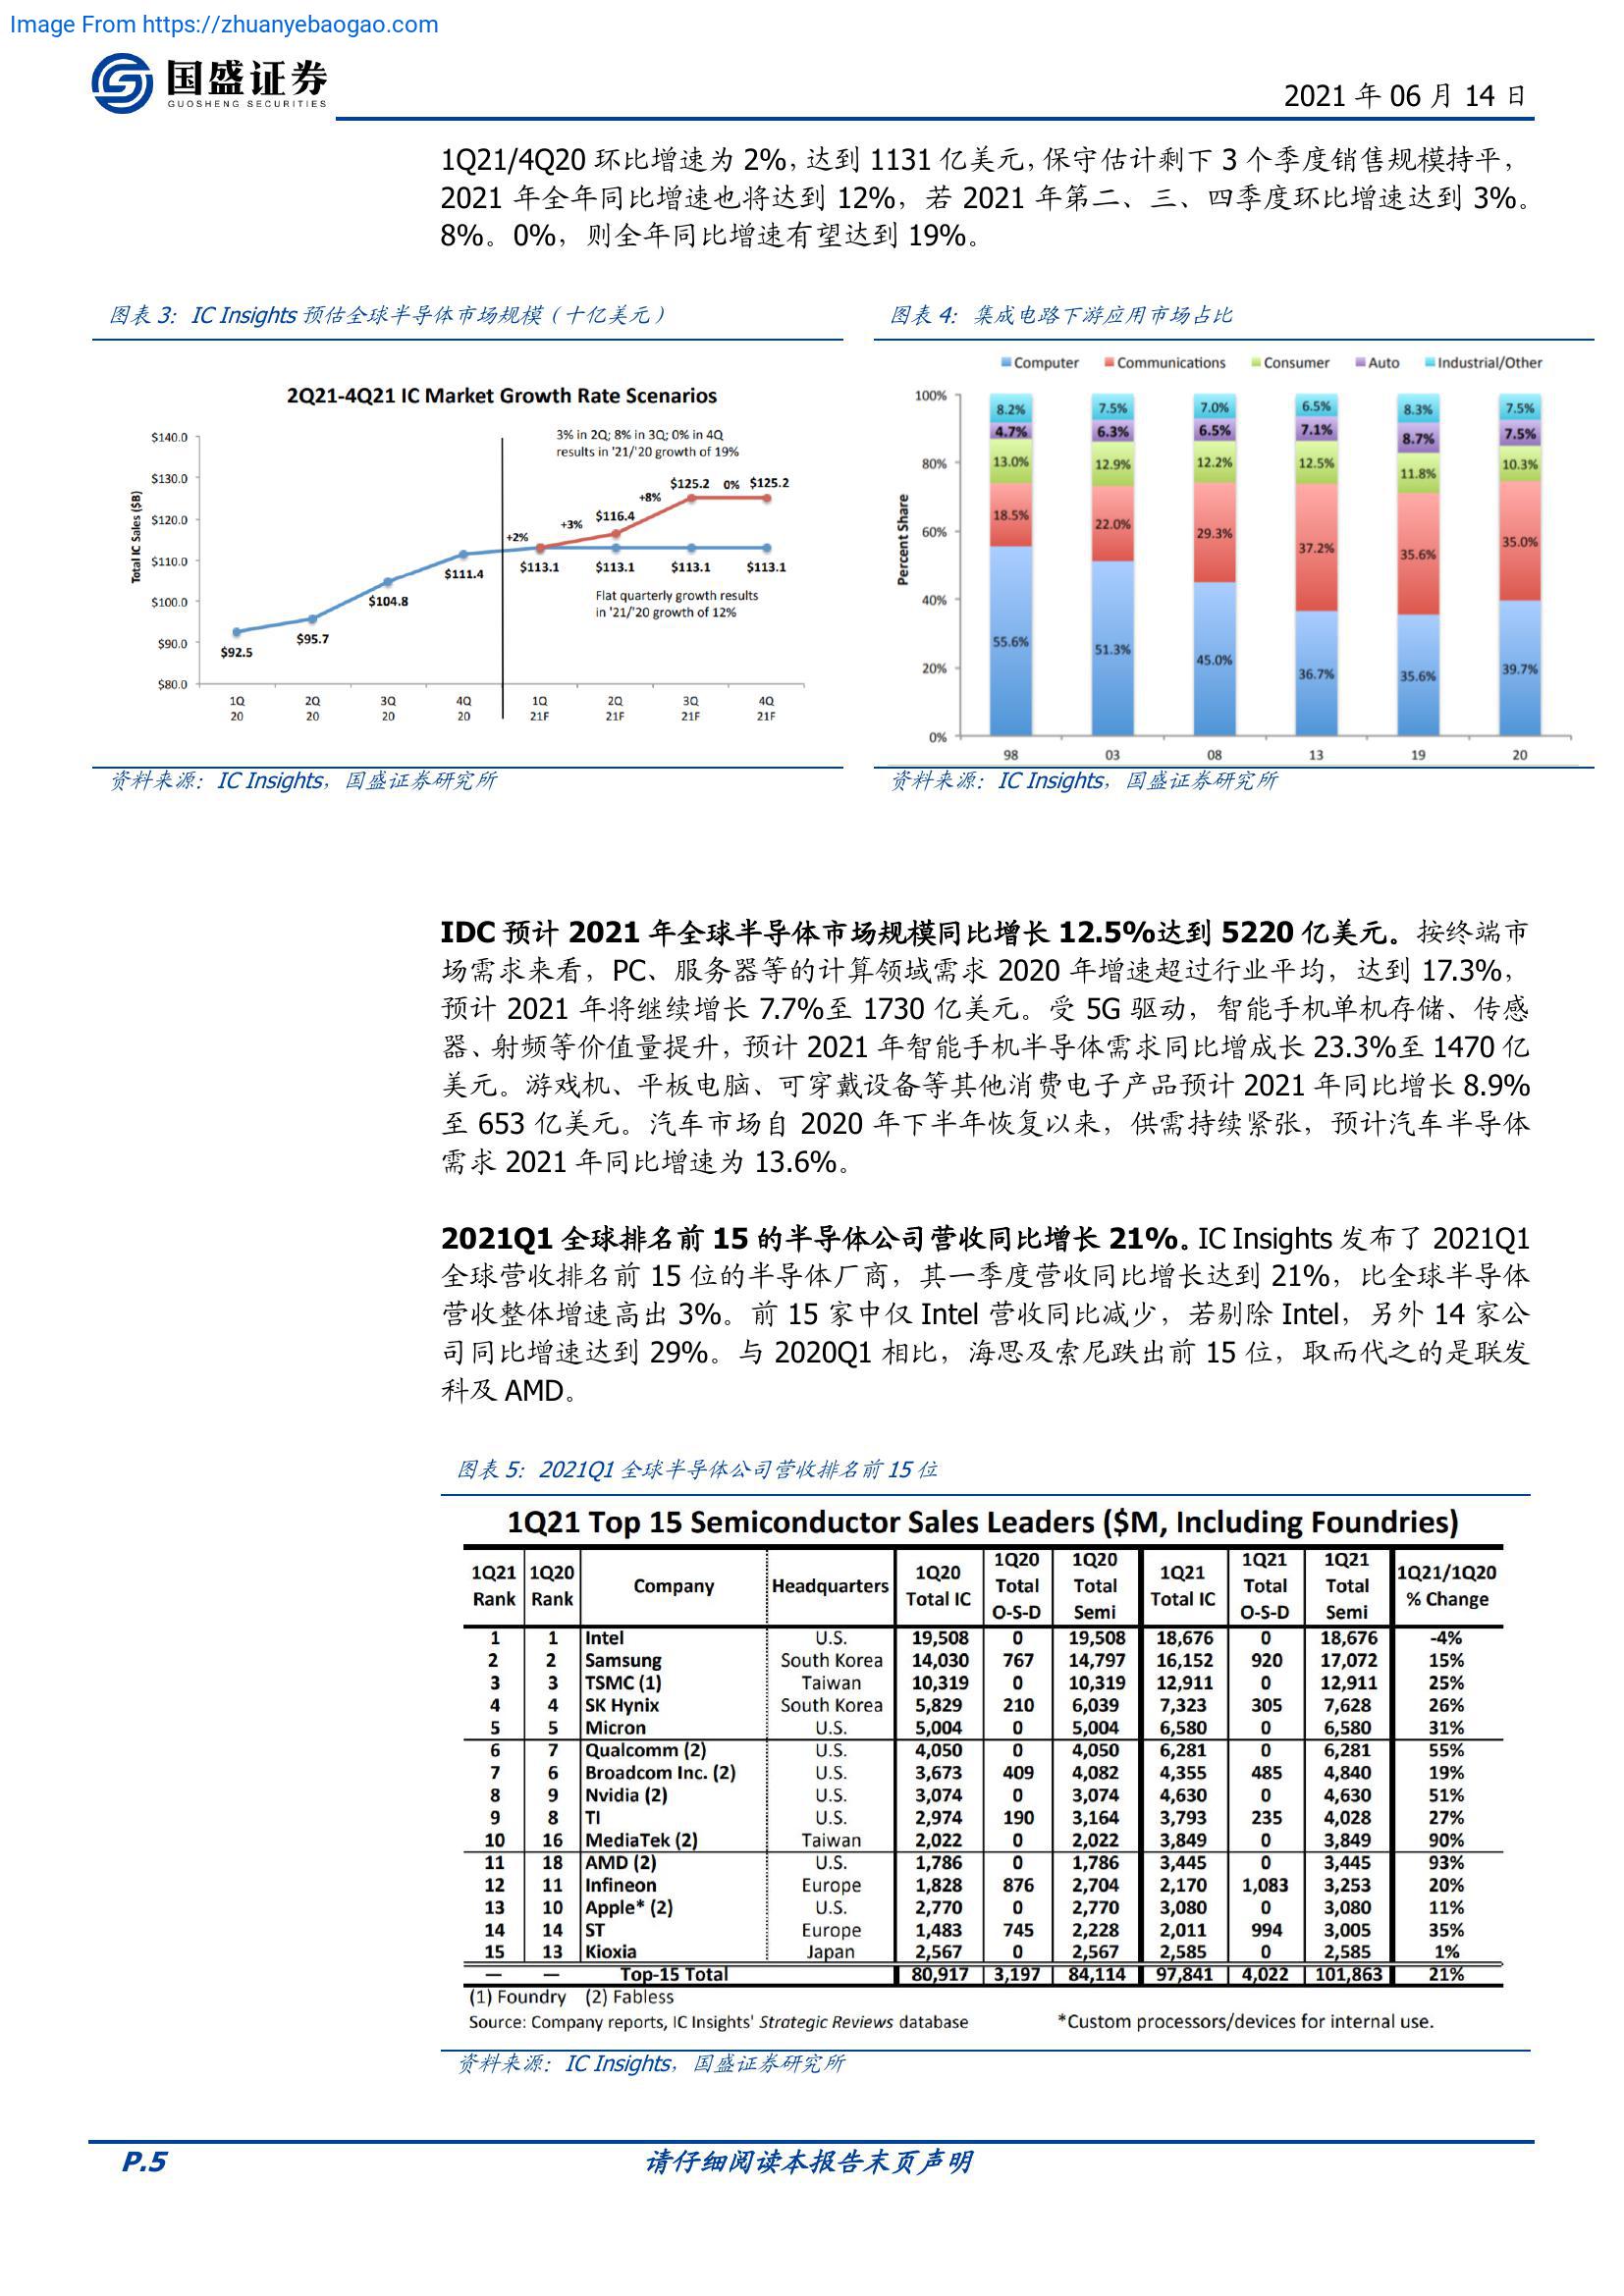 Image From https://zhuanyebaogao.com
国盛证券
GUOSHENG SECURITIES
2021 年 06 月 14 日
1Q21/4Q20 环比增速为 2%,达到 1131 亿美元,保守估计剩下 3 个季度销售规模持平，
2021 年全年同比增速也将达到 12%，若 2021 年第二、三、四季度环比增速达到 3%。
8%。0%，则全年同比增速有望达到 19%。
图表 3：IC Insights 预估全球半导体市场规模（十亿美元）
2Q21-4Q21 IC Market Growth Rate Scenarios
3% in 2Q; 8% in 3Q; 0% in 4Q
results in '21/'20 growth of 19%
Total IC Sales ($B)
$140.0
$130.0
$120.0
$110.0
$100.0
$90.0
$80.0
$92.5
$95.7
$104.8
$111.4
+2%
+3%
$116.4
+8%
$125.2
0%
$125.2
$113.1
$113.1
$113.1
$113.1
Flat quarterly growth results
in '21/'20 growth of 12%
1Q 2Q 3Q 4Q 1Q 2Q 3Q 4Q
20 20 20 20 21F 21F 21F 21F
资料来源：IC Insights，国盛证券研究所
图表 4：集成电路下游应用市场占比
Computer Communications Consumer Auto Industrial/Other
Percent Share
100%
80%
60%
40%
20%
0%
8.2% 7.5% 7.0% 6.5% 8.3% 7.5%
4.7% 6.3% 6.5% 7.1% 8.7% 7.5%
13.0% 12.9% 12.2% 12.5% 11.8% 10.3%
18.5% 22.0% 29.3% 37.2% 35.6% 35.0%
55.6% 51.3% 45.0% 36.7% 35.6% 39.7%
98 03 08 13 19 20
资料来源：IC Insights，国盛证券研究所
IDC 预计 2021 年全球半导体市场规模同比增长 12.5%达到 5220 亿美元。按终端市
场需求来看，PC、服务器等的计算领域需求 2020 年增速超过行业平均，达到 17.3%，
预计 2021 年将继续增长 7.7%至 1730 亿美元。受 5G 驱动，智能手机单机存储、传感
器、射频等价值量提升，预计 2021 年智能手机半导体需求同比增成长 23.3%至 1470 亿
美元。游戏机、平板电脑、可穿戴设备等其他消费电子产品预计 2021 年同比增长 8.9%
至 653 亿美元。汽车市场自 2020 年下半年恢复以来，供需持续紧张，预计汽车半导体
需求 2021 年同比增速为 13.6%。
2021Q1 全球排名前 15 的半导体公司营收同比增长 21%。IC Insights 发布了 2021Q1
全球营收排名前 15 位的半导体厂商，其一季度营收同比增长达到 21%，比全球半导体
营收整体增速高出 3%。前 15 家中仅 Intel 营收同比减少，若剔除 Intel，另外 14 家公
司同比增速达到 29%。与 2020Q1 相比，海思及索尼跌出前 15 位，取而代之的是联发
科及 AMD。
图表 5：2021Q1 全球半导体公司营收排名前 15 位
1Q21 Top 15 Semiconductor Sales Leaders ($M, Including Foundries)
1Q21 Rank 1Q20 Rank Company Headquarters 1Q20 Total IC 1Q20 Total O-S-D 1Q20 Total Semi 1Q21 Total IC 1Q21 Total O-S-D 1Q21 Total Semi 1Q21/1Q20 % Change
1 1 Intel U.S. 19,508 0 19,508 18,676 0 18,676 -4%
2 2 Samsung South Korea 14,030 767 14,797 16,152 920 17,072 15%
3 3 TSMC (1) Taiwan 10,319 0 10,319 12,911 0 12,911 25%
4 4 SK Hynix South Korea 5,829 210 6,039 7,323 305 7,628 26%
5 5 Micron U.S. 5,004 0 5,004 6,580 0 6,580 31%
6 7 Qualcomm (2) U.S. 4,050 0 4,050 6,281 0 6,281 55%
7 6 Broadcom Inc. (2) U.S. 3,673 409 4,082 4,355 485 4,840 19%
8 9 Nvidia (2) U.S. 3,074 0 3,074 4,630 0 4,630 51%
9 8 TI U.S. 2,974 190 3,164 3,793 235 4,028 27%
10 16 MediaTek (2) Taiwan 2,022 0 2,022 3,849 0 3,849 90%
11 18 AMD (2) U.S. 1,786 0 1,786 3,445 0 3,445 93%
12 11 Infineon Europe 1,828 876 2,704 2,170 1,083 3,253 20%
13 10 Apple* (2) U.S. 2,770 0 2,770 3,080 0 3,080 11%
14 14 ST Europe 1,483 745 2,228 2,011 994 3,005 35%
15 13 Kioxia Japan 2,567 0 2,567 2,585 0 2,585 1%
— — Top-15 Total 80,917 3,197 84,114 97,841 4,022 101,863 21%
(1) Foundry (2) Fabless
Source: Company reports, IC Insights' Strategic Reviews database *Custom processors/devices for internal use.
资料来源：IC Insights，国盛证券研究所
P.5 请仔细阅读本报告末页声明